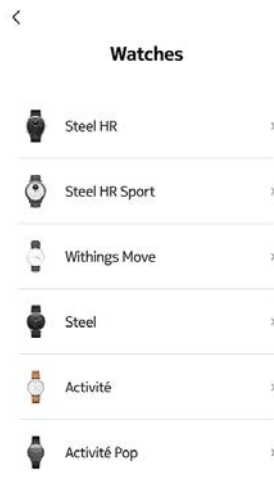 Watches
Steel HR
Steel HR Sport
Withings Move
Steel
Activité
Activité Pop